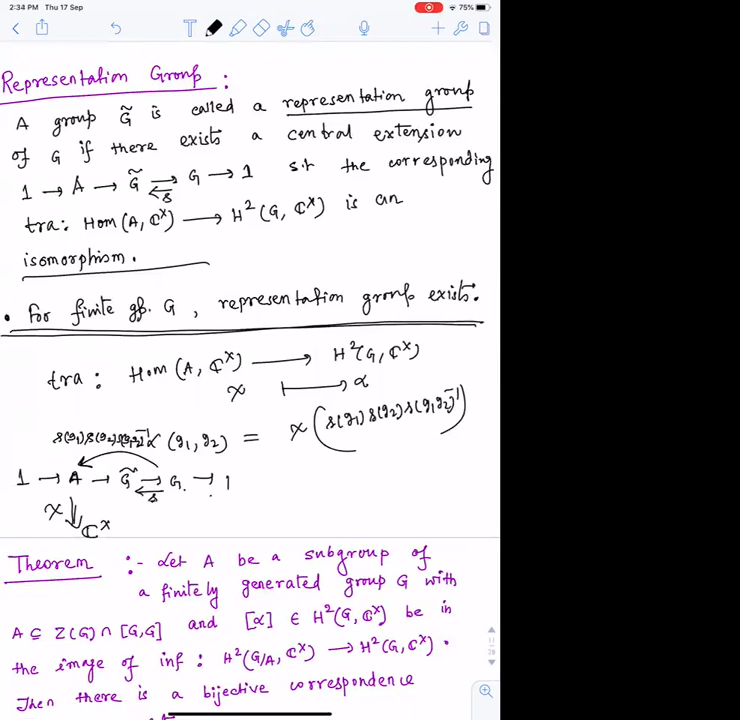 2:34 PM Thu 17 Sep 75%
Representation Group :
A group G̃ is called a representation group
of G if there exists a central extension
1 → A → G̃ ⇄ G → 1 s.t the corresponding
s
tra: Hom(A, ℂ^×) → H²(G, ℂ^×) is an
isomorphism.
• For finite gp. G, representation group exists.
tra : Hom(A, ℂ^×) → H²(G, ℂ^×)
χ ↦ α
α(g₁, g₂) = χ(s(g₁)s(g₂)s(g₁g₂)⁻¹)
1 → A → G̃ ⇄ G → 1
s
χ ↓ ℂ^×
Theorem :- Let A be a subgroup of
a finitely generated group G with
A ⊆ Z(G) ∩ [G,G] and [α] ∈ H²(G, ℂ^×) be in
the image of inf : H²(G/A, ℂ^×) → H²(G, ℂ^×).
Then there is a bijective correspondence